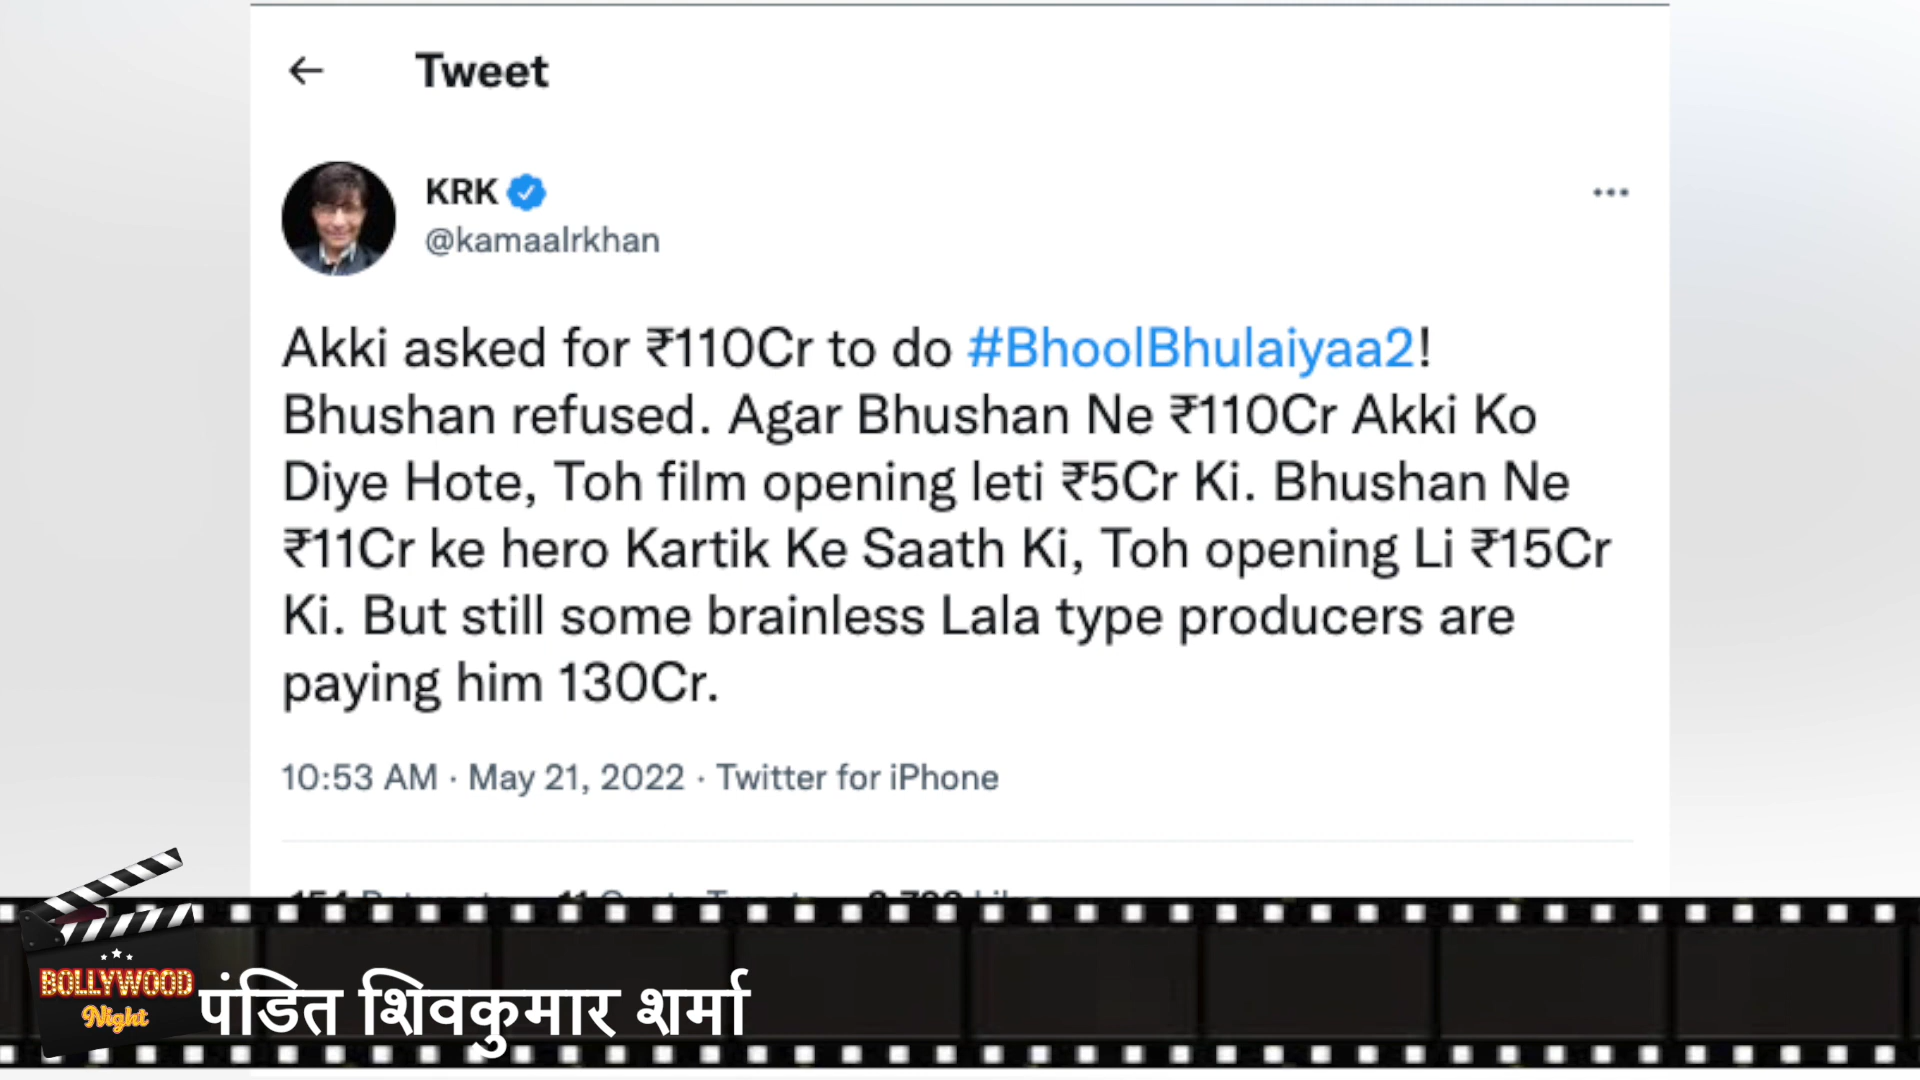 Tweet
KRK
@kamaalrkhan
Akki asked for ₹110Cr to do #BhoolBhulaiyaa2!
Bhushan refused. Agar Bhushan Ne ₹110Cr Akki Ko
Diye Hote, Toh film opening leti ₹5Cr Ki. Bhushan Ne
₹11Cr ke hero Kartik Ke Saath Ki, Toh opening Li ₹15Cr
Ki. But still some brainless Lala type producers are
paying him 130Cr.
10:53 AM · May 21, 2022 · Twitter for iPhone
BOLLYWOOD
Night
पंडित शिवकुमार शर्मा